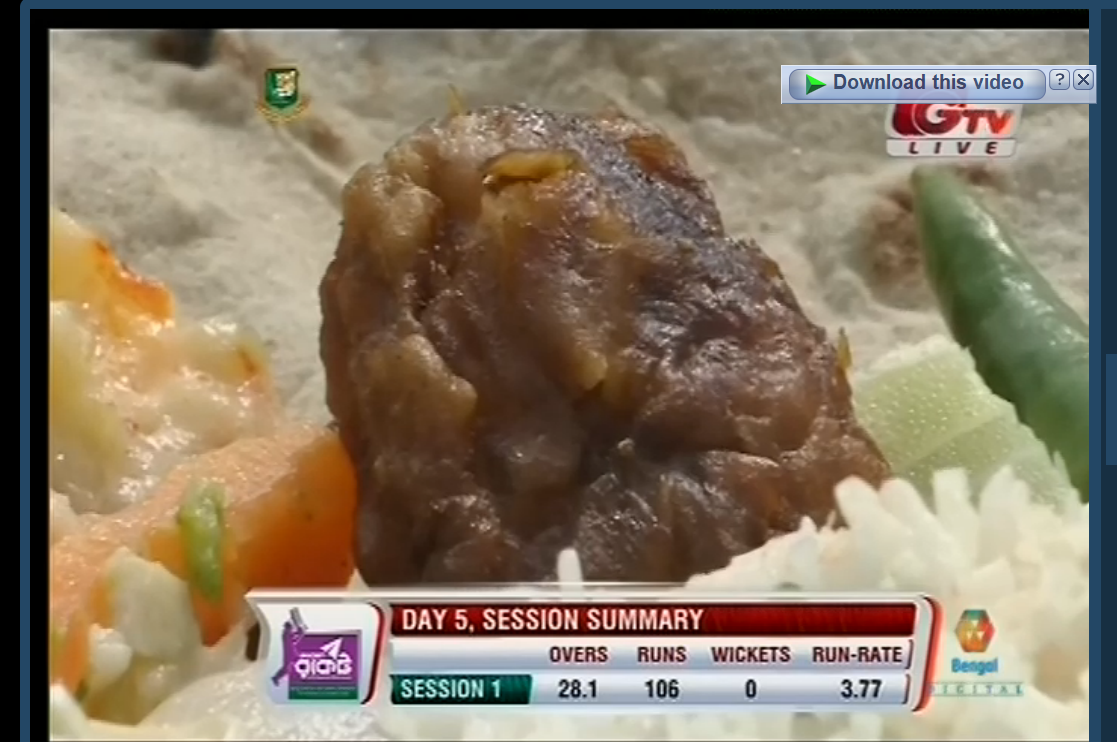 Download this video ?
GTV
LIVE
DAY 5, SESSION SUMMARY
OVERS RUNS WICKETS RUN-RATE
SESSION 1 28.1 106 0 3.77
Bengal
DIGITAL